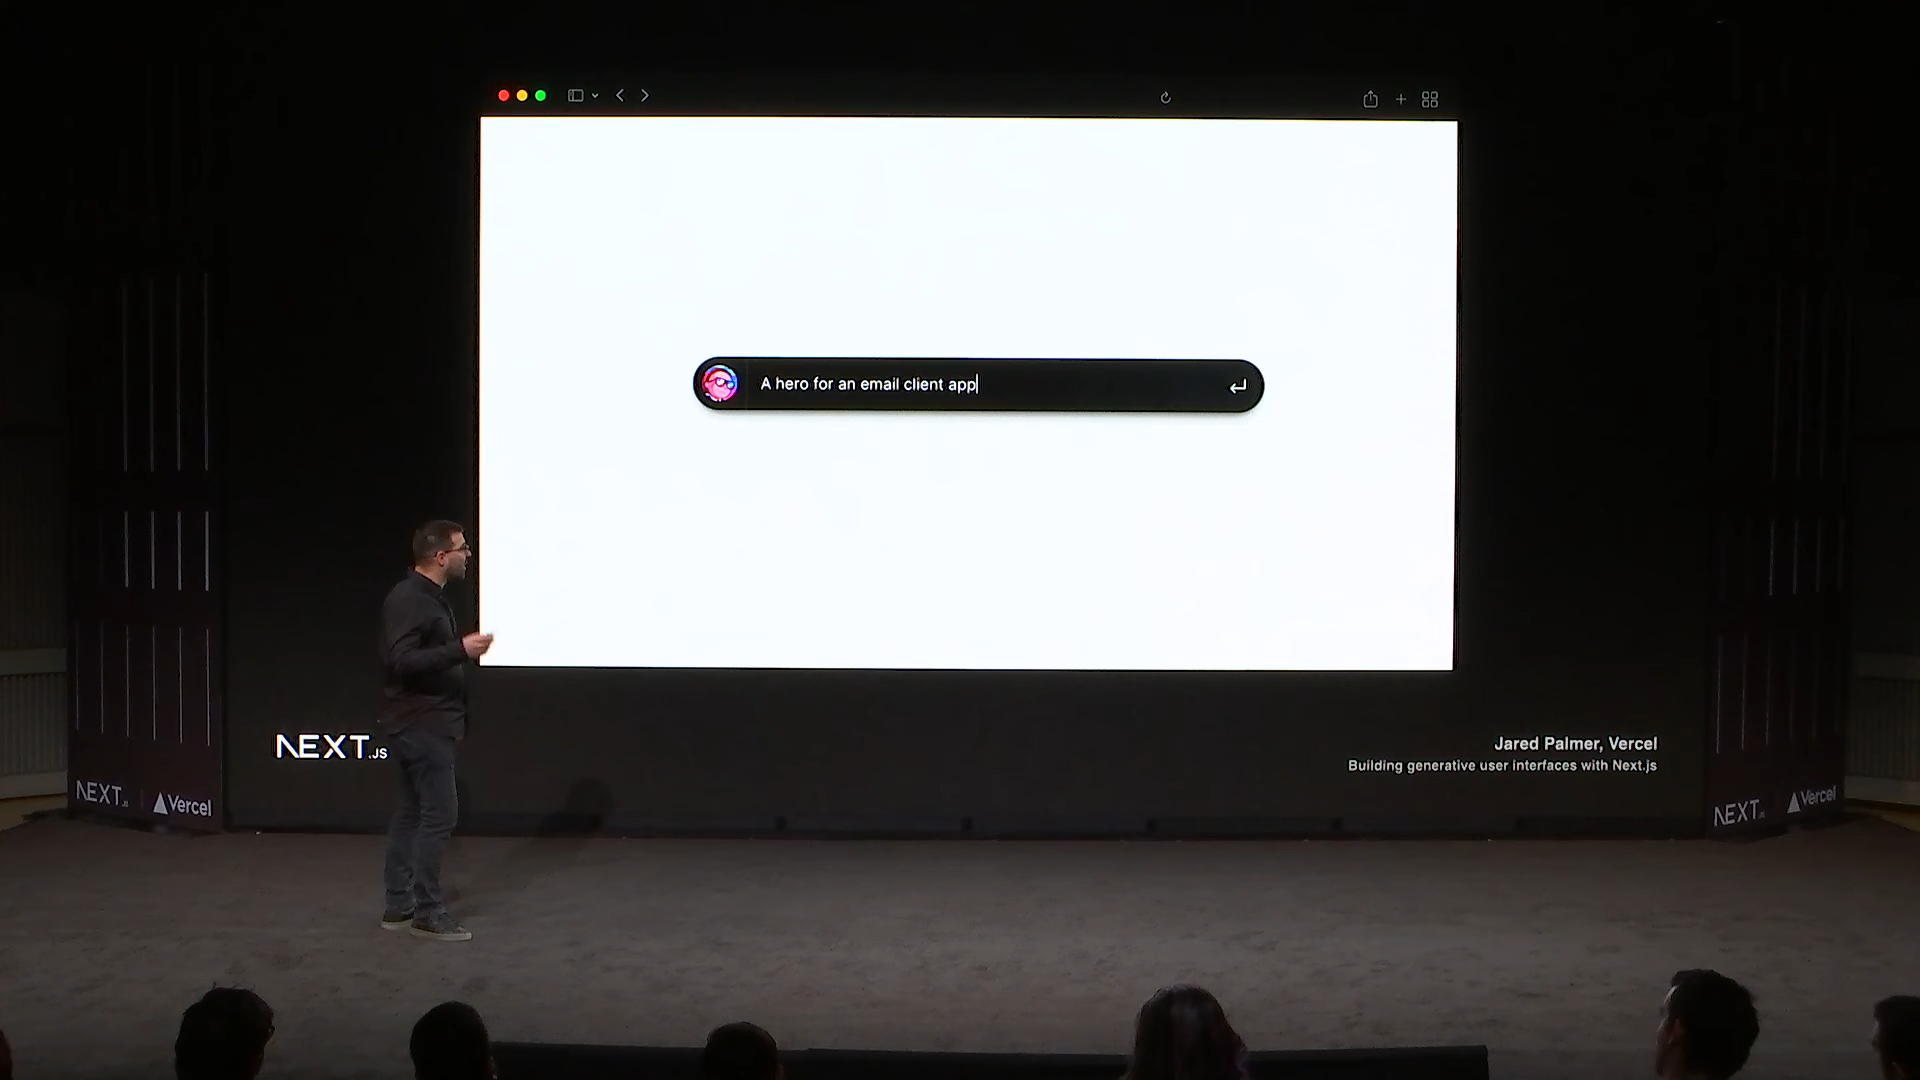 A hero for an email client app
NEXT.JS
Jared Palmer, Vercel
Building generative user interfaces with Next.js
NEXT.JS
Vercel
NEXT.JS
Vercel